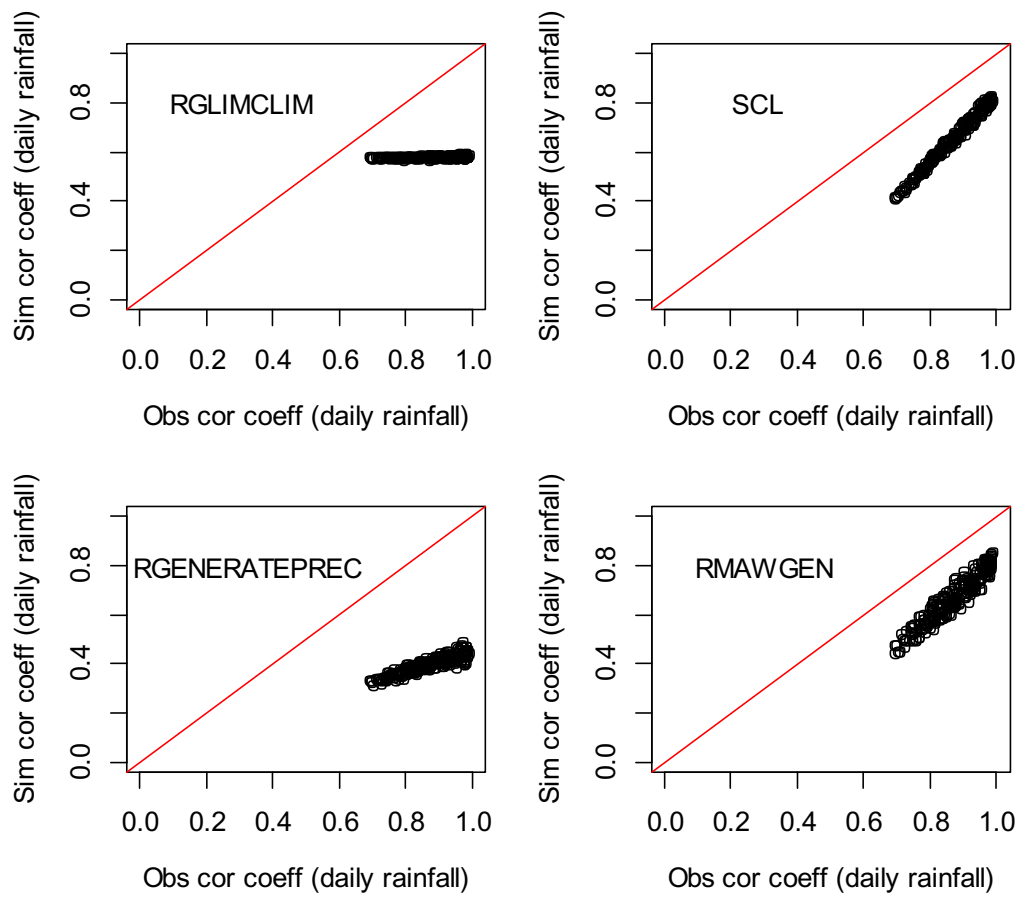 Sim cor coeff (daily rainfall)
0.0 0.4 0.8
RGLIMCLIM
0.0 0.2 0.4 0.6 0.8 1.0
Obs cor coeff (daily rainfall)
Sim cor coeff (daily rainfall)
0.0 0.4 0.8
SCL
0.0 0.2 0.4 0.6 0.8 1.0
Obs cor coeff (daily rainfall)
Sim cor coeff (daily rainfall)
0.0 0.4 0.8
RGENERATEPREC
0.0 0.2 0.4 0.6 0.8 1.0
Obs cor coeff (daily rainfall)
Sim cor coeff (daily rainfall)
0.0 0.4 0.8
RMAWGEN
0.0 0.2 0.4 0.6 0.8 1.0
Obs cor coeff (daily rainfall)